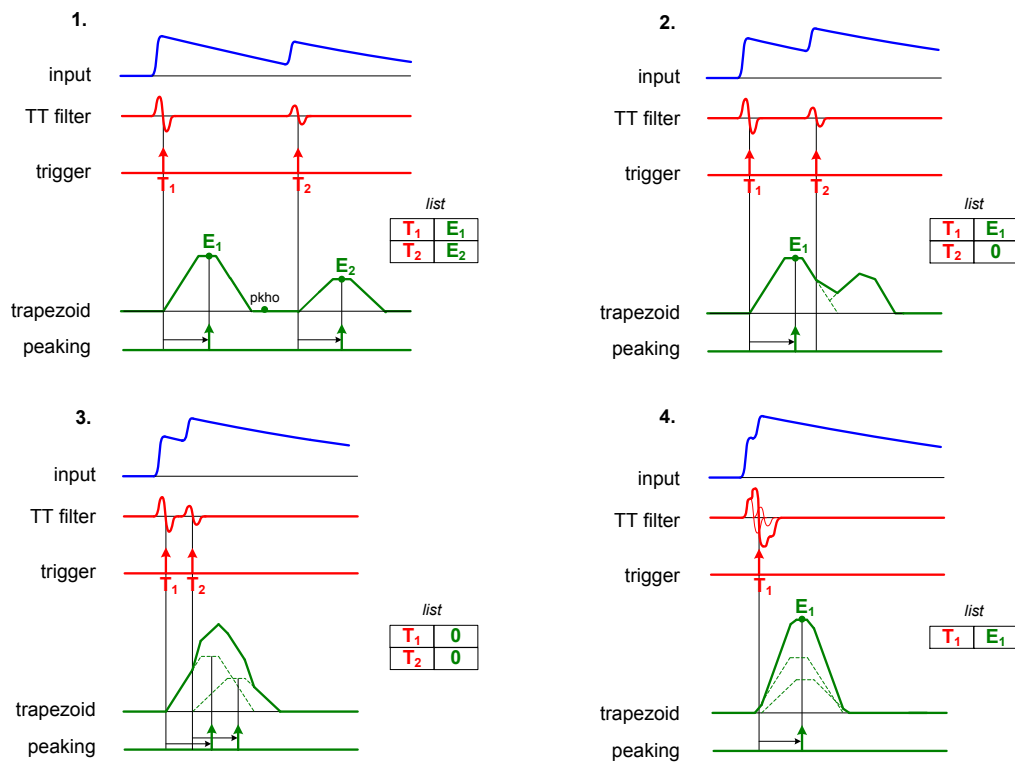 1.
input
TT filter
trigger
T1
T2
list
T1 E1
T2 E2
E1
E2
pkho
trapezoid
peaking
2.
input
TT filter
trigger
T1
T2
list
T1 E1
T2 0
E1
trapezoid
peaking
3.
input
TT filter
trigger
T1
T2
list
T1 0
T2 0
trapezoid
peaking
4.
input
TT filter
trigger
T1
E1
list
T1 E1
trapezoid
peaking